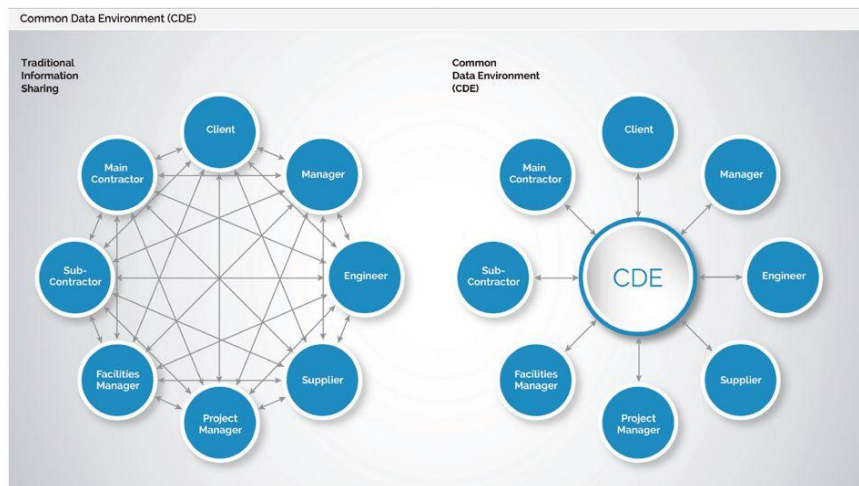 Common Data Environment (CDE)
Traditional
Information
Sharing
Client
Main
Contractor
Manager
Sub-
Contractor
Engineer
Facilities
Manager
Supplier
Project
Manager
Common
Data Environment
(CDE)
Client
Main
Contractor
Manager
Sub-
Contractor
CDE
Engineer
Facilities
Manager
Supplier
Project
Manager